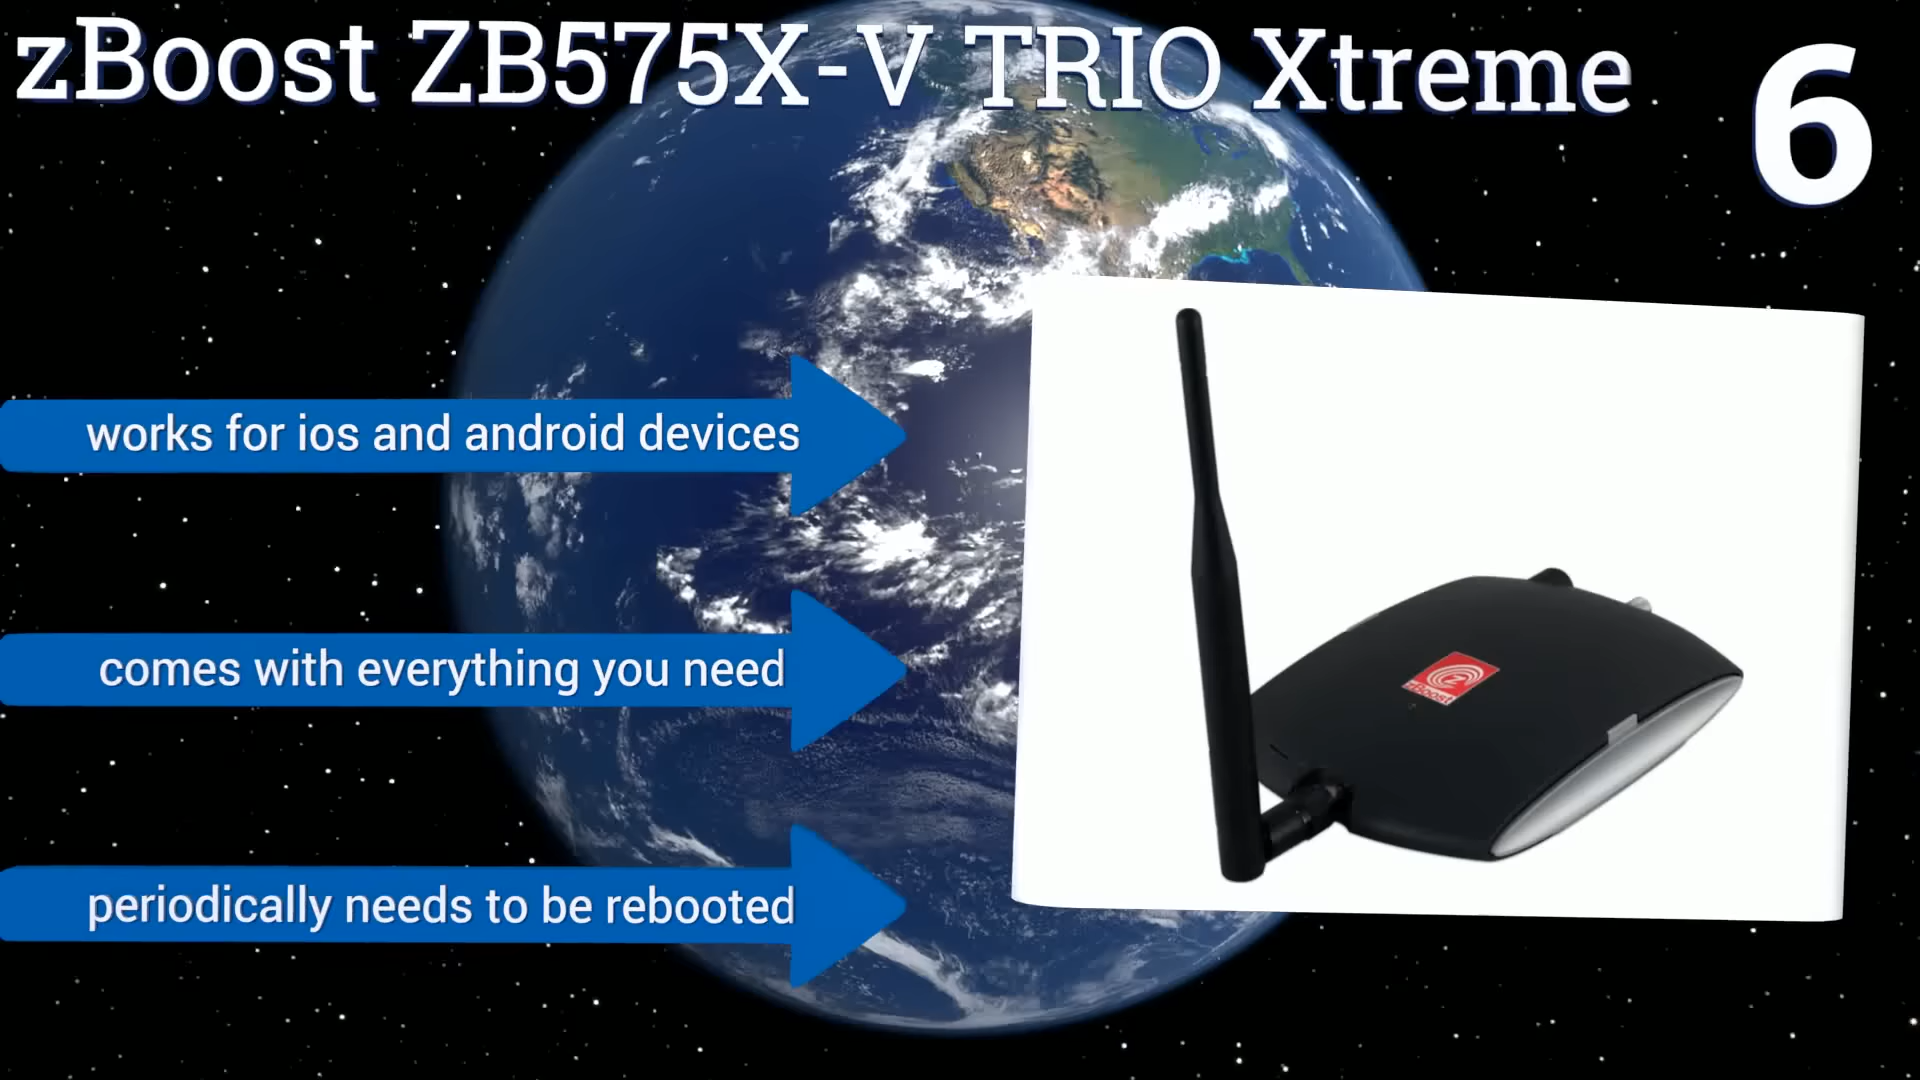 zBoost ZB575X-V TRIO Xtreme
6
works for ios and android devices
comes with everything you need
periodically needs to be rebooted
Z
zBoost